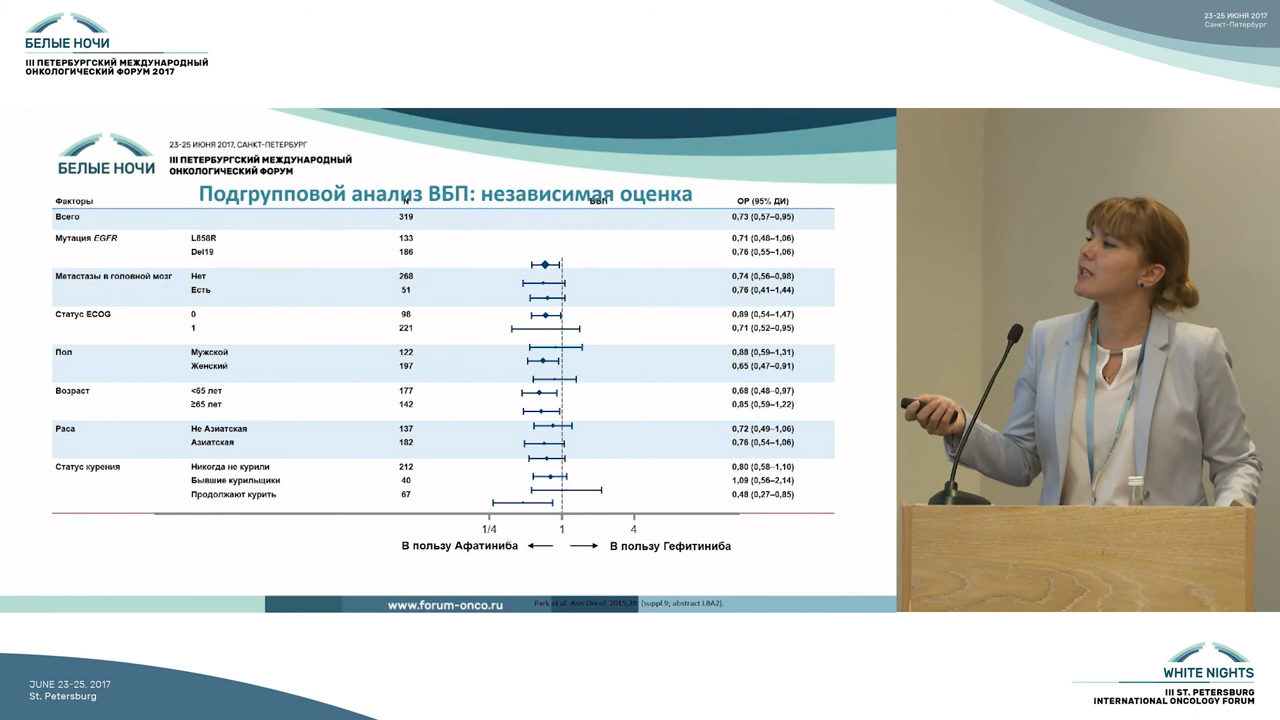 БЕЛЫЕ НОЧИ
III ПЕТЕРБУРГСКИЙ МЕЖДУНАРОДНЫЙ
ОНКОЛОГИЧЕСКИЙ ФОРУМ 2017
23-25 ИЮНЯ 2017
Санкт-Петербург
БЕЛЫЕ НОЧИ
23-25 ИЮНЯ 2017, САНКТ-ПЕТЕРБУРГ
III ПЕТЕРБУРГСКИЙ МЕЖДУНАРОДНЫЙ
ОНКОЛОГИЧЕСКИЙ ФОРУМ
Подгрупповой анализ ВБП: независимая оценка
Факторы N ВБП ОР (95% ДИ)
Всего 319 0,73 (0,57–0,95)
Мутация EGFR L858R 133 0,71 (0,48–1,06)
Del19 186 0,76 (0,55–1,06)
Метастазы в головной мозг Нет 268 0,74 (0,56–0,98)
Есть 51 0,76 (0,41–1,44)
Статус ECOG 0 98 0,89 (0,54–1,47)
1 221 0,71 (0,52–0,95)
Пол Мужской 122 0,88 (0,59–1,31)
Женский 197 0,65 (0,47–0,91)
Возраст <65 лет 177 0,68 (0,48–0,97)
≥65 лет 142 0,85 (0,59–1,22)
Раса Не Азиатская 137 0,72 (0,49–1,06)
Азиатская 182 0,76 (0,54–1,06)
Статус курения Никогда не курили 212 0,80 (0,58–1,10)
Бывшие курильщики 40 1,09 (0,56–2,14)
Продолжают курить 67 0,48 (0,27–0,85)
1/4 1 4
В пользу Афатиниба В пользу Гефитиниба
www.forum-onco.ru
Park et al. Ann Oncol. 2015;26: (suppl 9; abstract LBA2).
JUNE 23-25, 2017
St. Petersburg
WHITE NIGHTS
III ST. PETERSBURG
INTERNATIONAL ONCOLOGY FORUM